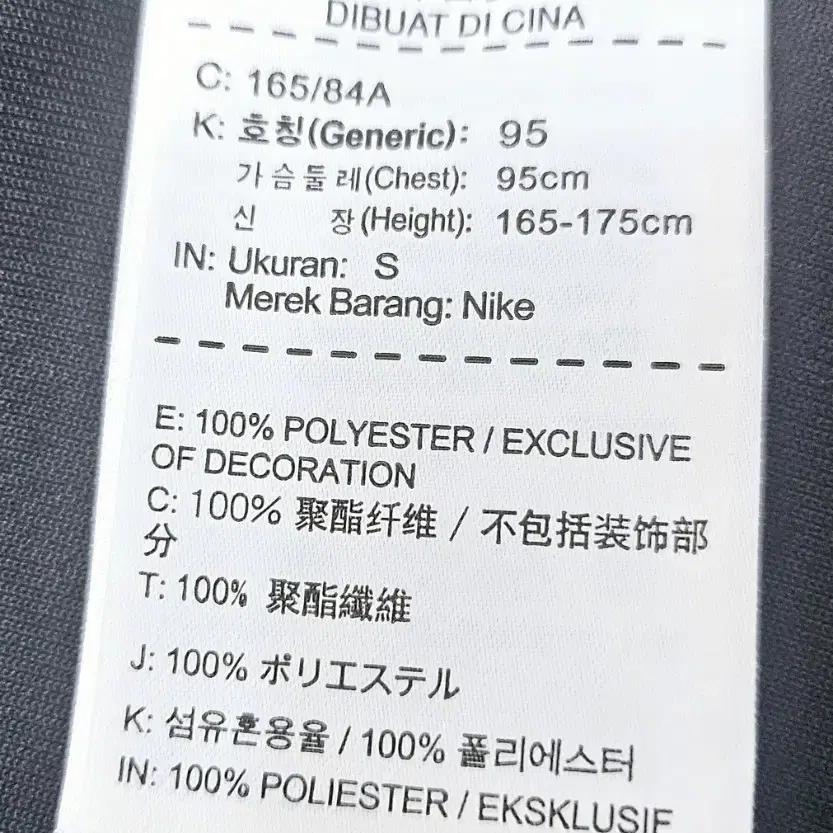 DIBUAT DI CINA
C: 165/84A
K: 호칭(Generic): 95
가슴둘레(Chest): 95cm
신 장(Height): 165-175cm
IN: Ukuran: S
Merek Barang: Nike
E: 100% POLYESTER / EXCLUSIVE
OF DECORATION
C: 100% 聚酯纤维 / 不包括装饰部
分
T: 100% 聚酯纖維
J: 100% ポリエステル
K: 섬유혼용율 / 100% 폴리에스터
IN: 100% POLIESTER / EKSKLUSIF